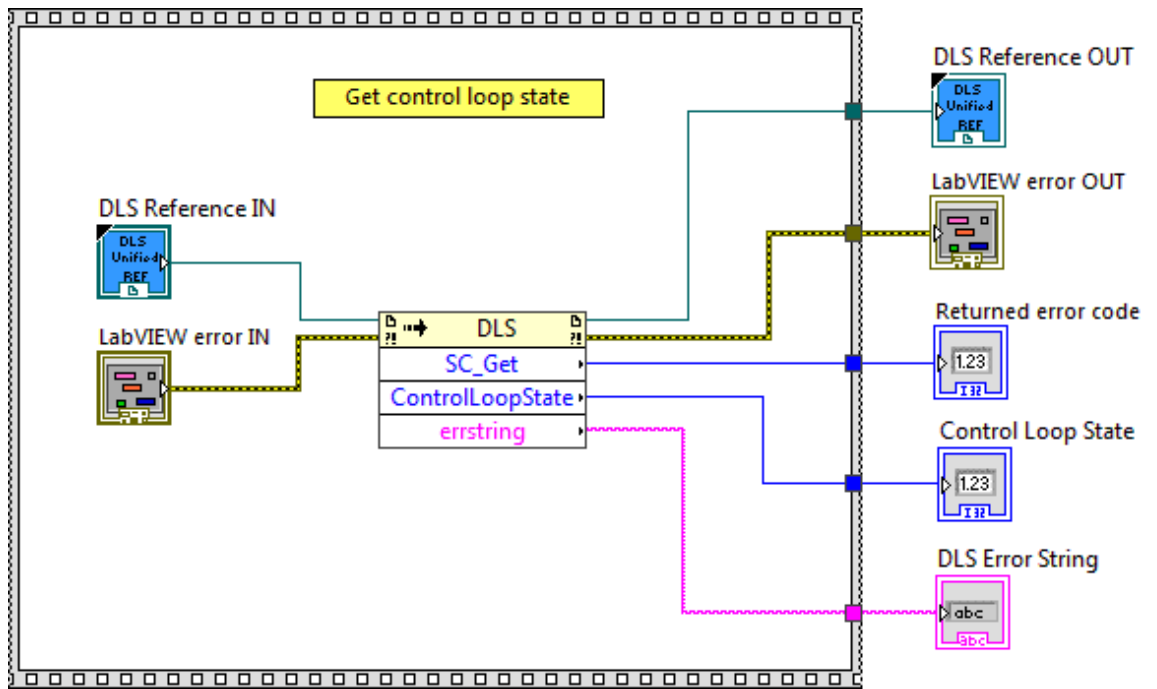 DLS Reference OUT
DLS
Unified
REF
Get control loop state
LabVIEW error OUT
DLS Reference IN
DLS
Unified
REF
Returned error code
1.23
I32
LabVIEW error IN
?!
DLS
?!
SC_Get
ControlLoopState
errstring
Control Loop State
1.23
I32
DLS Error String
abc
abc